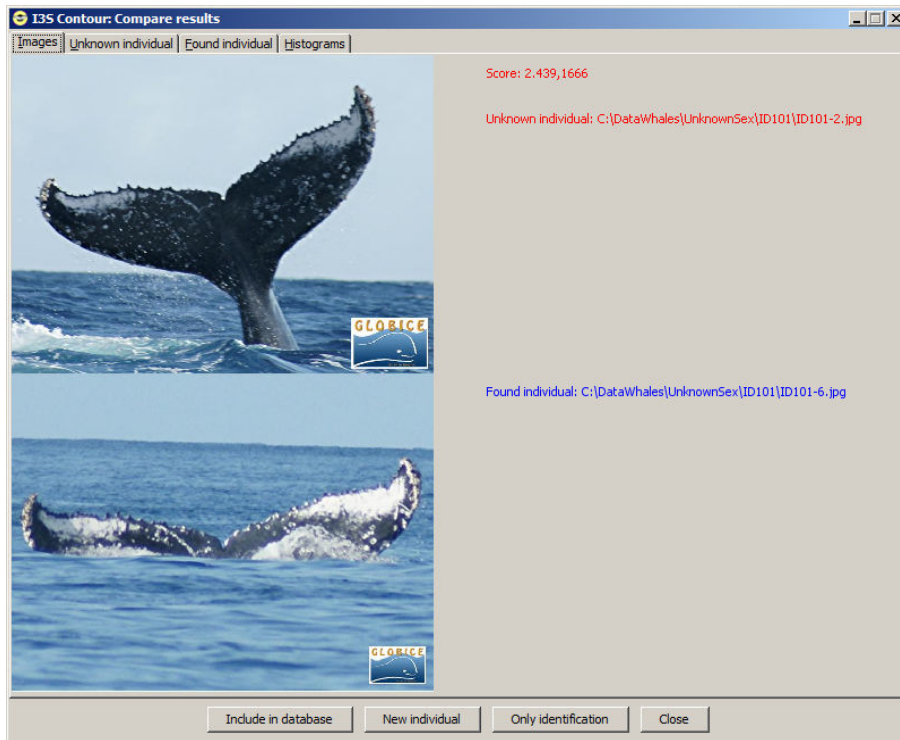 I3S Contour: Compare results
Images Unknown individual Found individual Histograms
Score: 2.439,1666
Unknown individual: C:\DataWhales\UnknownSex\ID101\ID101-2.jpg
GLOBICE
Found individual: C:\DataWhales\UnknownSex\ID101\ID101-6.jpg
GLOBICE
Include in database New individual Only identification Close